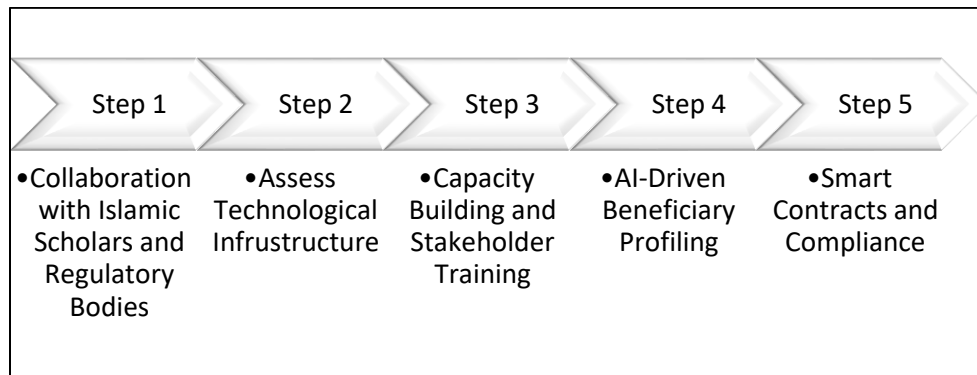 Step 1
Step 2
Step 3
Step 4
Step 5
•Collaboration
with Islamic
Scholars and
Regulatory
Bodies
•Assess
Technological
Infrustructure
•Capacity
Building and
Stakeholder
Training
•AI-Driven
Beneficiary
Profiling
•Smart
Contracts and
Compliance